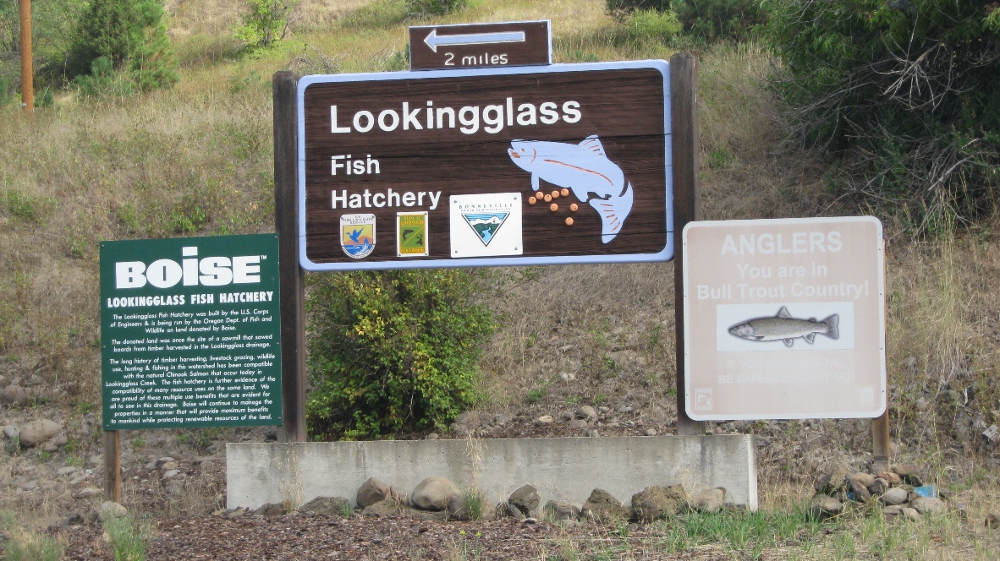 2 miles
Lookingglass
Fish
Hatchery
BONNEVILLE
POWER ADMINISTRATION
BOiSE™
LOOKINGGLASS FISH HATCHERY
The Lookingglass Fish Hatchery was built by the U.S. Corps
of Engineers & is being run by the Oregon Dept. of Fish and
Wildlife on land donated by Boise.
The donated land was once the site of a sawmill that sawed
boards from timber harvested in the Lookingglass drainage.
The long history of timber harvesting, livestock grazing, wildlife
use, hunting & fishing in this watershed has been compatible
with the natural Chinook Salmon that occur today in
Lookingglass Creek. The fish hatchery is further evidence of the
compatibility of many resource uses on the same land. We
are proud of these multiple use benefits that are evident for
all to see in this drainage. Boise will continue to manage the
properties in a manner that will provide maximum benefits
to mankind while protecting renewable resources of the land.
ANGLERS
You are in
Bull Trout Country!